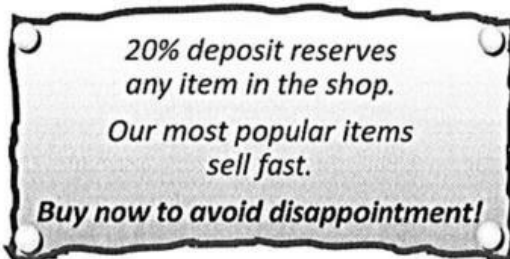 20% deposit reserves
any item in the shop.
Our most popular items
sell fast.
Buy now to avoid disappointment!